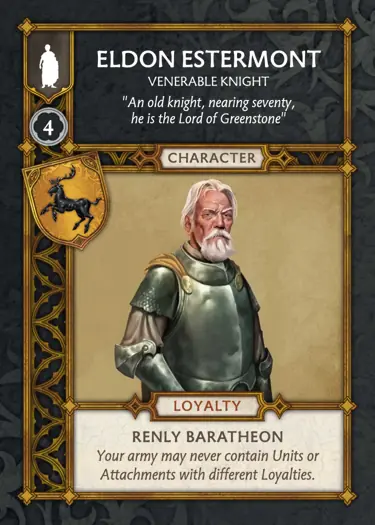 ELDON ESTERMONT
VENERABLE KNIGHT
"An old knight, nearing seventy,
he is the Lord of Greenstone"
4
CHARACTER
LOYALTY
RENLY BARATHEON
Your army may never contain Units or
Attachments with different Loyalties.